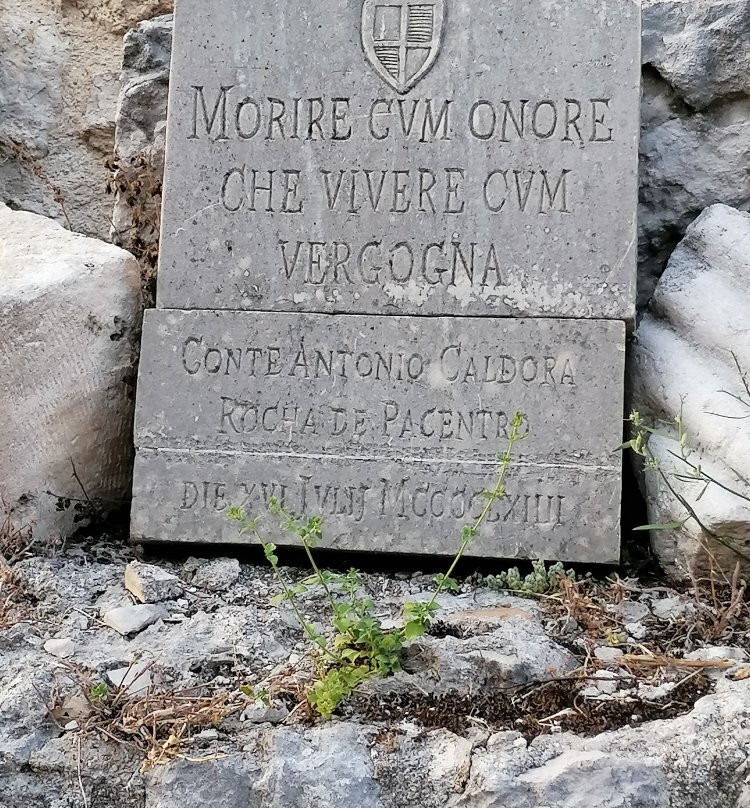 MORIRE CVM ONORE
CHE VIVERE CVM
VERGOGNA
CONTE ANTONIO CALDORA
ROCHA DE PACENTRO
DIE XVI IVLIJ MCCCCLXIIII